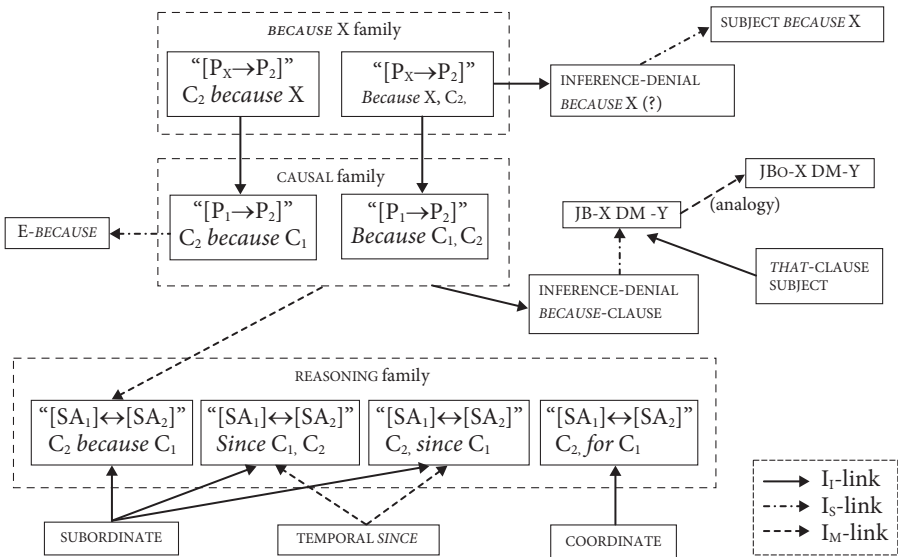 BECAUSE X family
SUBJECT BECAUSE X
“[Pₓ→P₂]”
C₂ because X
“[Pₓ→P₂]”
Because X, C₂,
INFERENCE-DENIAL
BECAUSE X (?)
CAUSAL family
“[P₁→P₂]”
C₂ because C₁
“[P₁→P₂]”
Because C₁, C₂
E-BECAUSE
JB-X DM -Y
JBO-X DM-Y
(analogy)
THAT-CLAUSE
SUBJECT
INFERENCE-DENIAL
BECAUSE-CLAUSE
REASONING family
“[SA₁]↔[SA₂]”
C₂ because C₁
“[SA₁]↔[SA₂]”
Since C₁, C₂
“[SA₁]↔[SA₂]”
C₂, since C₁
“[SA₁]↔[SA₂]”
C₂, for C₁
SUBORDINATE
TEMPORAL SINCE
COORDINATE
I_I-link
I_S-link
I_M-link